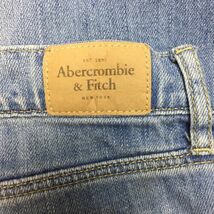 EST 1892
Abercrombie
& Fitch
NEW YORK